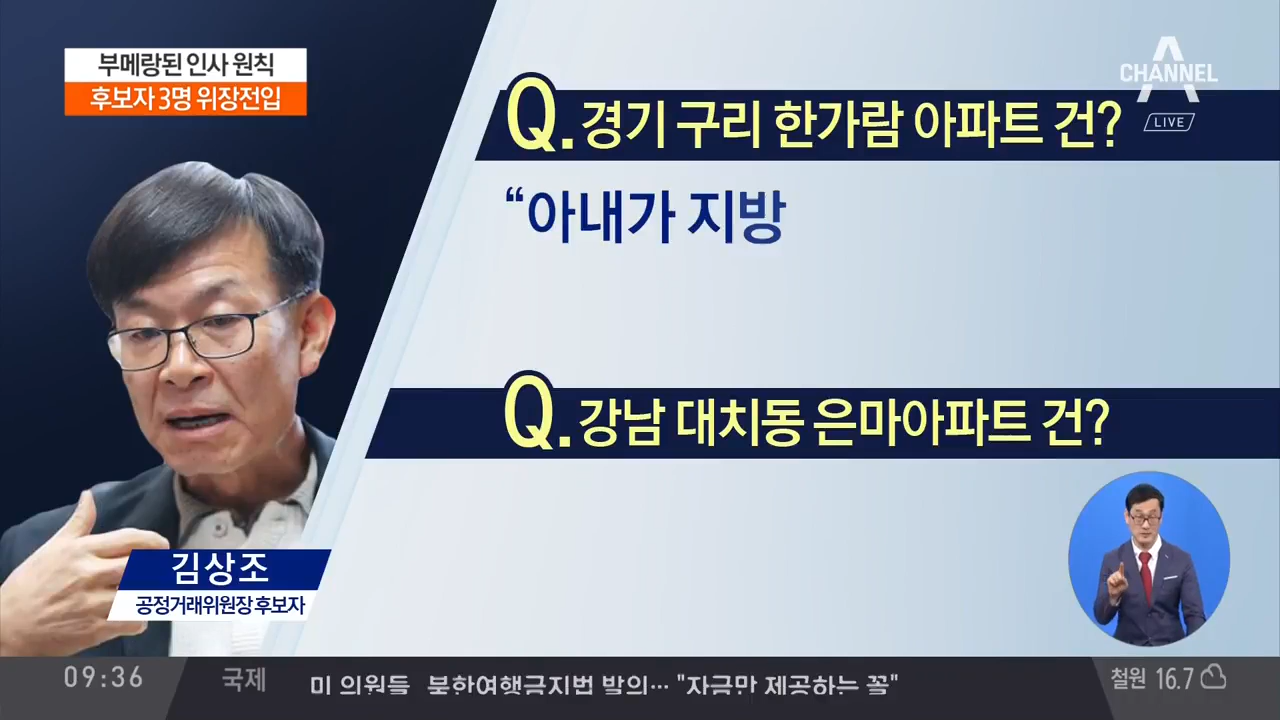 부메랑된 인사 원칙
후보자 3명 위장전입
CHANNEL A
LIVE
Q. 경기 구리 한가람 아파트 건?
“아내가 지방
Q. 강남 대치동 은마아파트 건?
김상조
공정거래위원장 후보자
09:36 국제 미 의원들 북한여행금지법 발의… "자금만 제공하는 꼴" 철원 16.7